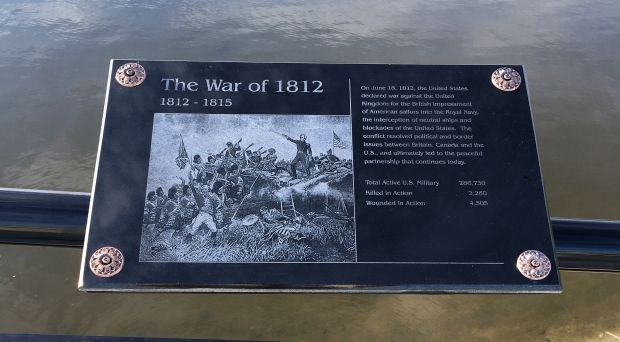 The War of 1812
1812 - 1815
On June 18, 1812, the United States
declared war against the United
Kingdom for the British impressment
of American sailors into the Royal Navy,
the interception of neutral ships and
blockades of the United States. The
conflict resolved political and border
issues between Britain, Canada and the
U.S., and ultimately led to the peaceful
partnership that continues today.
Total Active U.S. Military 286,730
Killed in Action 2,260
Wounded in Action 4,505